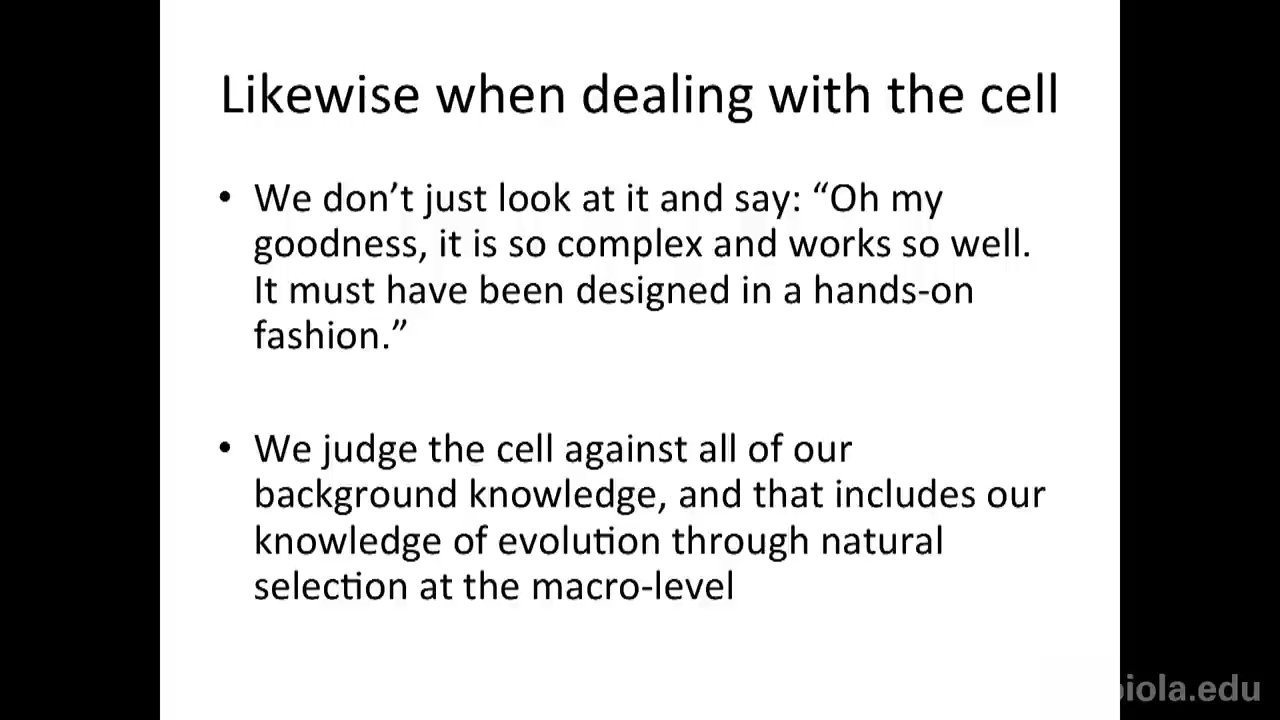 Likewise when dealing with the cell
• We don’t just look at it and say: “Oh my
goodness, it is so complex and works so well.
It must have been designed in a hands-on
fashion.”
• We judge the cell against all of our
background knowledge, and that includes our
knowledge of evolution through natural
selection at the macro-level
biola.edu